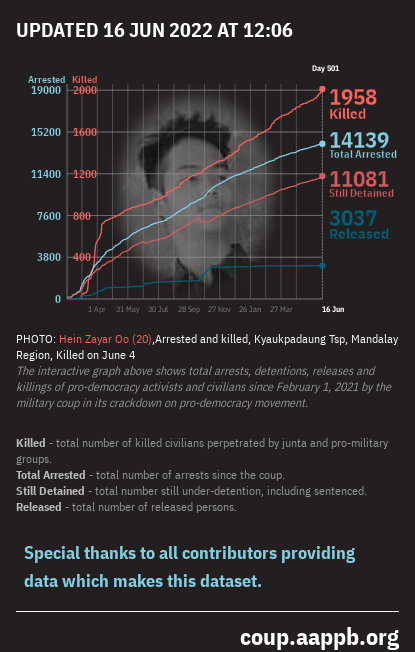 UPDATED 16 JUN 2022 AT 12:06
Day 501
Arrested Killed
19000 2000
1958
Killed
15200 1600
14139
Total Arrested
11400 1200
11081
Still Detained
7600 800
3037
Released
3800 400
0
1 Apr 31 May 30 Jul 28 Sep 27 Nov 26 Jan 27 Mar 16 Jun
PHOTO: Hein Zayar Oo (20),Arrested and killed, Kyaukpadaung Tsp, Mandalay
Region, Killed on June 4
The interactive graph above shows total arrests, detentions, releases and
killings of pro-democracy activists and civilians since February 1, 2021 by the
military coup in its crackdown on pro-democracy movement.
Killed - total number of killed civilians perpetrated by junta and pro-military
groups.
Total Arrested - total number of arrests since the coup.
Still Detained - total number still under-detention, including sentenced.
Released - total number of released persons.
Special thanks to all contributors providing
data which makes this dataset.
coup.aappb.org